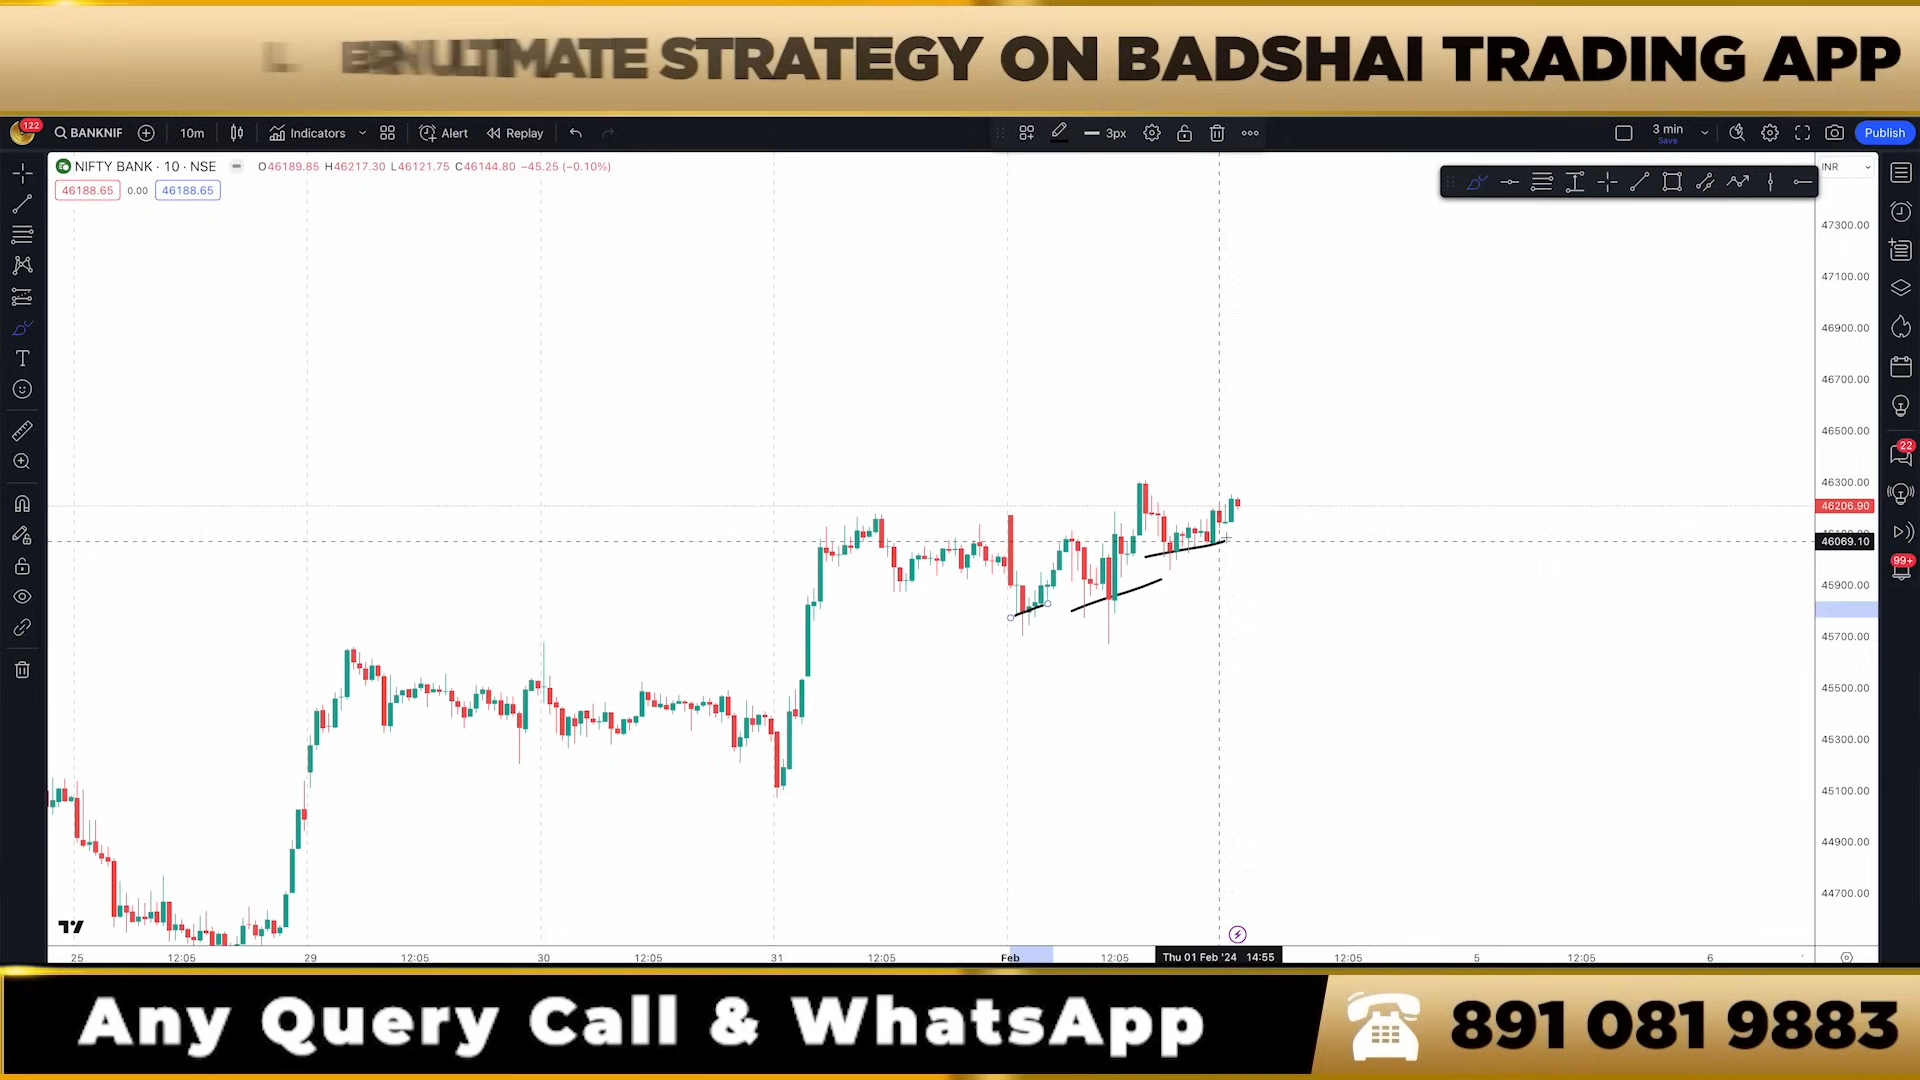 ULTIMATE STRATEGY ON BADSHAI TRADING APP
122
BANKNIF
10m
Indicators
Alert
Replay
3px
3 min
Save
Publish
NIFTY BANK · 10 · NSE
O46189.85 H46217.30 L46121.75 C46144.80 −45.25 (−0.10%)
46188.65 0.00 46188.65
INR
47300.00
47100.00
46900.00
46700.00
46500.00
46300.00
46206.90
46069.10
45900.00
45700.00
45500.00
45300.00
45100.00
44900.00
44700.00
22
99+
25 12:05 29 12:05 30 12:05 31 12:05 Feb 12:05 Thu 01 Feb '24 14:55 12:05 5 12:05 6
Any Query Call & WhatsApp
891 081 9883